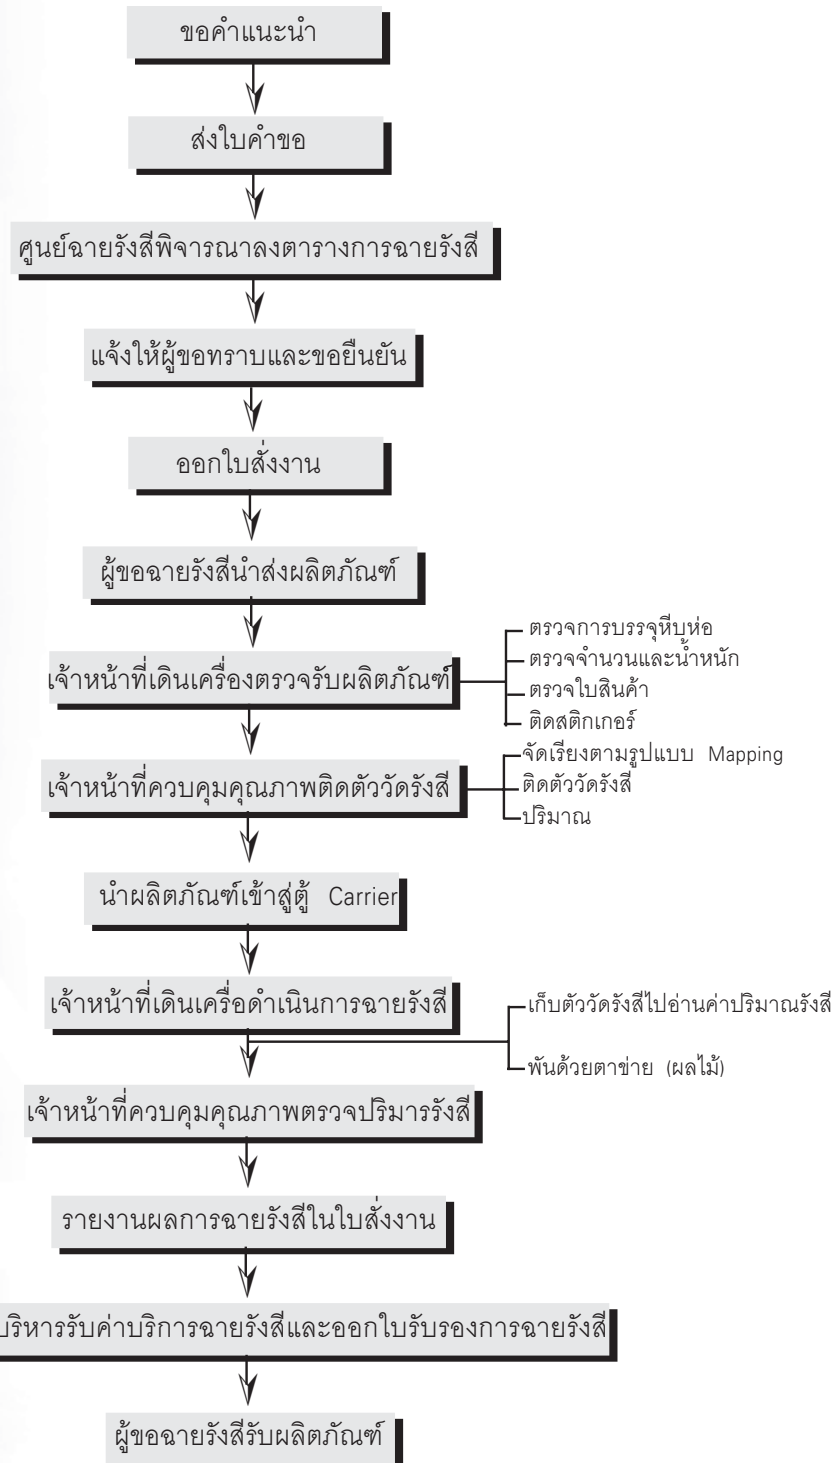 ขอคำแนะนำ
ส่งใบคำขอ
ศูนย์ฉายรังสีพิจารณาลงตารางการฉายรังสี
แจ้งให้ผู้ขอทราบและขอยืนยัน
ออกใบสั่งงาน
ผู้ขอฉายรังสีนำส่งผลิตภัณฑ์
เจ้าหน้าที่เดินเครื่องตรวจรับผลิตภัณฑ์
ตรวจการบรรจุหีบห่อ
ตรวจจำนวนและน้ำหนัก
ตรวจใบสินค้า
ติดสติกเกอร์
เจ้าหน้าที่ควบคุมคุณภาพติดตัววัดรังสี
จัดเรียงตามรูปแบบ Mapping
ติดตัววัดรังสี
ปริมาณ
นำผลิตภัณฑ์เข้าสู่ตู้ Carrier
เจ้าหน้าที่เดินเครื่อดำเนินการฉายรังสี
เก็บตัววัดรังสีไปอ่านค่าปริมาณรังสี
พันด้วยตาข่าย (ผลไม้)
เจ้าหน้าที่ควบคุมคุณภาพตรวจปริมารรังสี
รายงานผลการฉายรังสีในใบสั่งงาน
บริหารรับค่าบริการฉายรังสีและออกใบรับรองการฉายรังสี
ผู้ขอฉายรังสีรับผลิตภัณฑ์